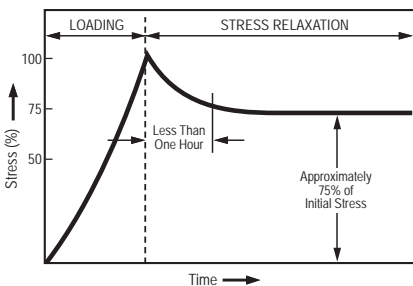 LOADING
STRESS RELAXATION
100
75
50
Stress (%)
Less Than
One Hour
Approximately
75% of
Initial Stress
Time